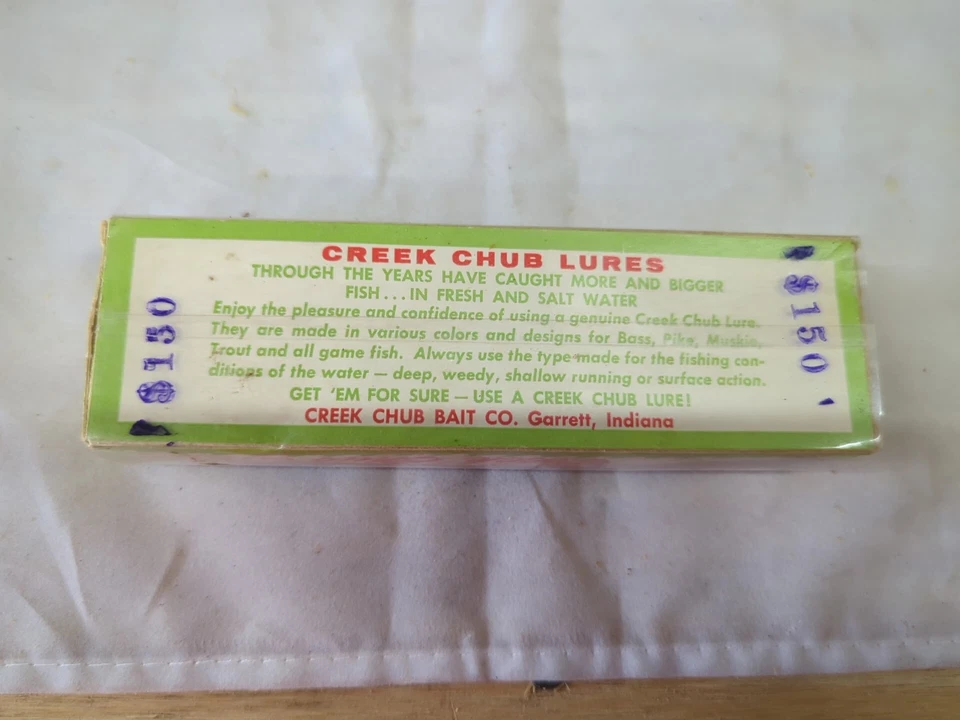 CREEK CHUB LURES
THROUGH THE YEARS HAVE CAUGHT MORE AND BIGGER
FISH...IN FRESH AND SALT WATER
Enjoy the pleasure and confidence of using a genuine Creek Chub Lure.
They are made in various colors and designs for Bass, Pike, Muskie,
Trout and all game fish. Always use the type made for the fishing con-
ditions of the water — deep, weedy, shallow running or surface action.
GET 'EM FOR SURE — USE A CREEK CHUB LURE!
CREEK CHUB BAIT CO. Garrett, Indiana
$150
$150